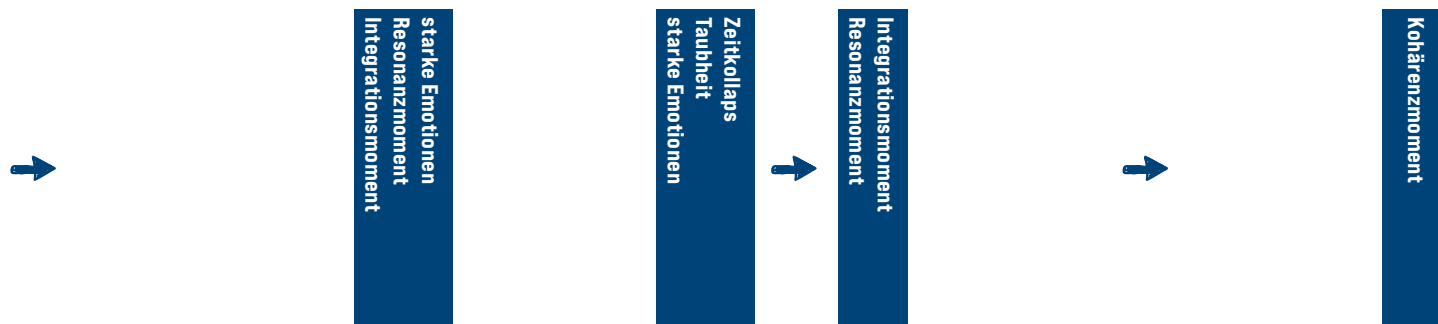 starke Emotionen
Resonanzmoment
Integrationsmoment
Zeitkollaps
Taubheit
starke Emotionen
Integrationsmoment
Resonanzmoment
Kohärenzmoment